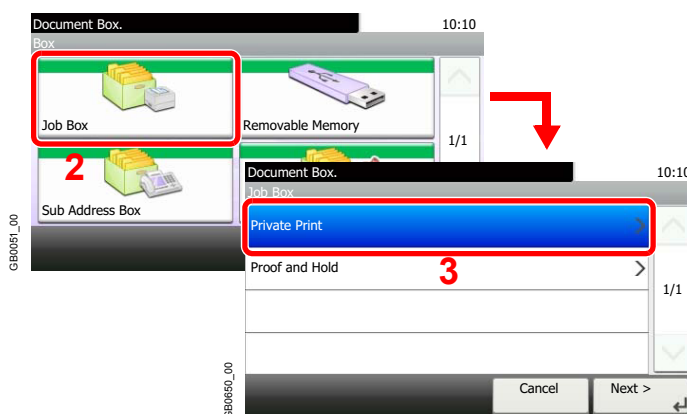 Document Box.
10:10
Box
Job Box
Removable Memory
1/1
2
Sub Address Box
GB0051_00
Document Box.
10:10
Job Box
Private Print
Proof and Hold
3
1/1
GB0650_00
Cancel
Next >